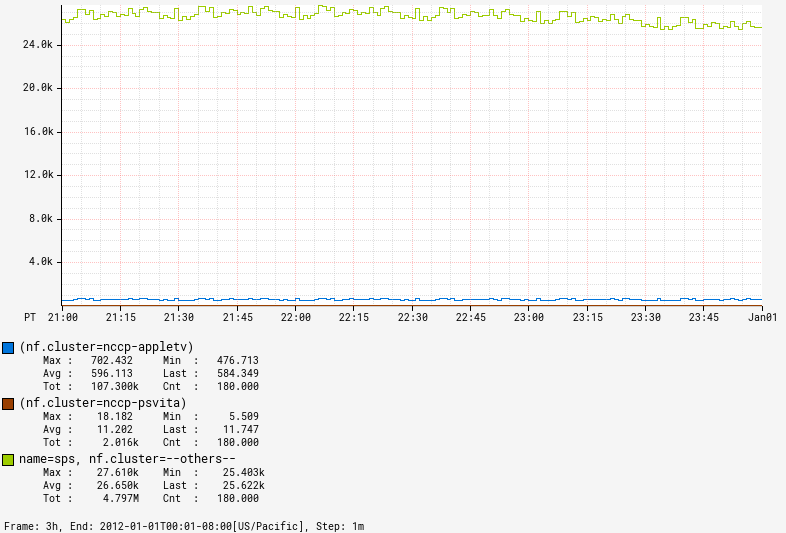 24.0k
20.0k
16.0k
12.0k
8.0k
4.0k
PT 21:00 21:15 21:30 21:45 22:00 22:15 22:30 22:45 23:00 23:15 23:30 23:45 Jan01
(nf.cluster=nccp-appletv)
Max : 702.432 Min : 476.713
Avg : 596.113 Last : 584.349
Tot : 107.300k Cnt : 180.000
(nf.cluster=nccp-psvita)
Max : 18.182 Min : 5.509
Avg : 11.202 Last : 11.747
Tot : 2.016k Cnt : 180.000
name=sps, nf.cluster=--others--
Max : 27.610k Min : 25.403k
Avg : 26.650k Last : 25.622k
Tot : 4.797M Cnt : 180.000
Frame: 3h, End: 2012-01-01T00:01-08:00[US/Pacific], Step: 1m